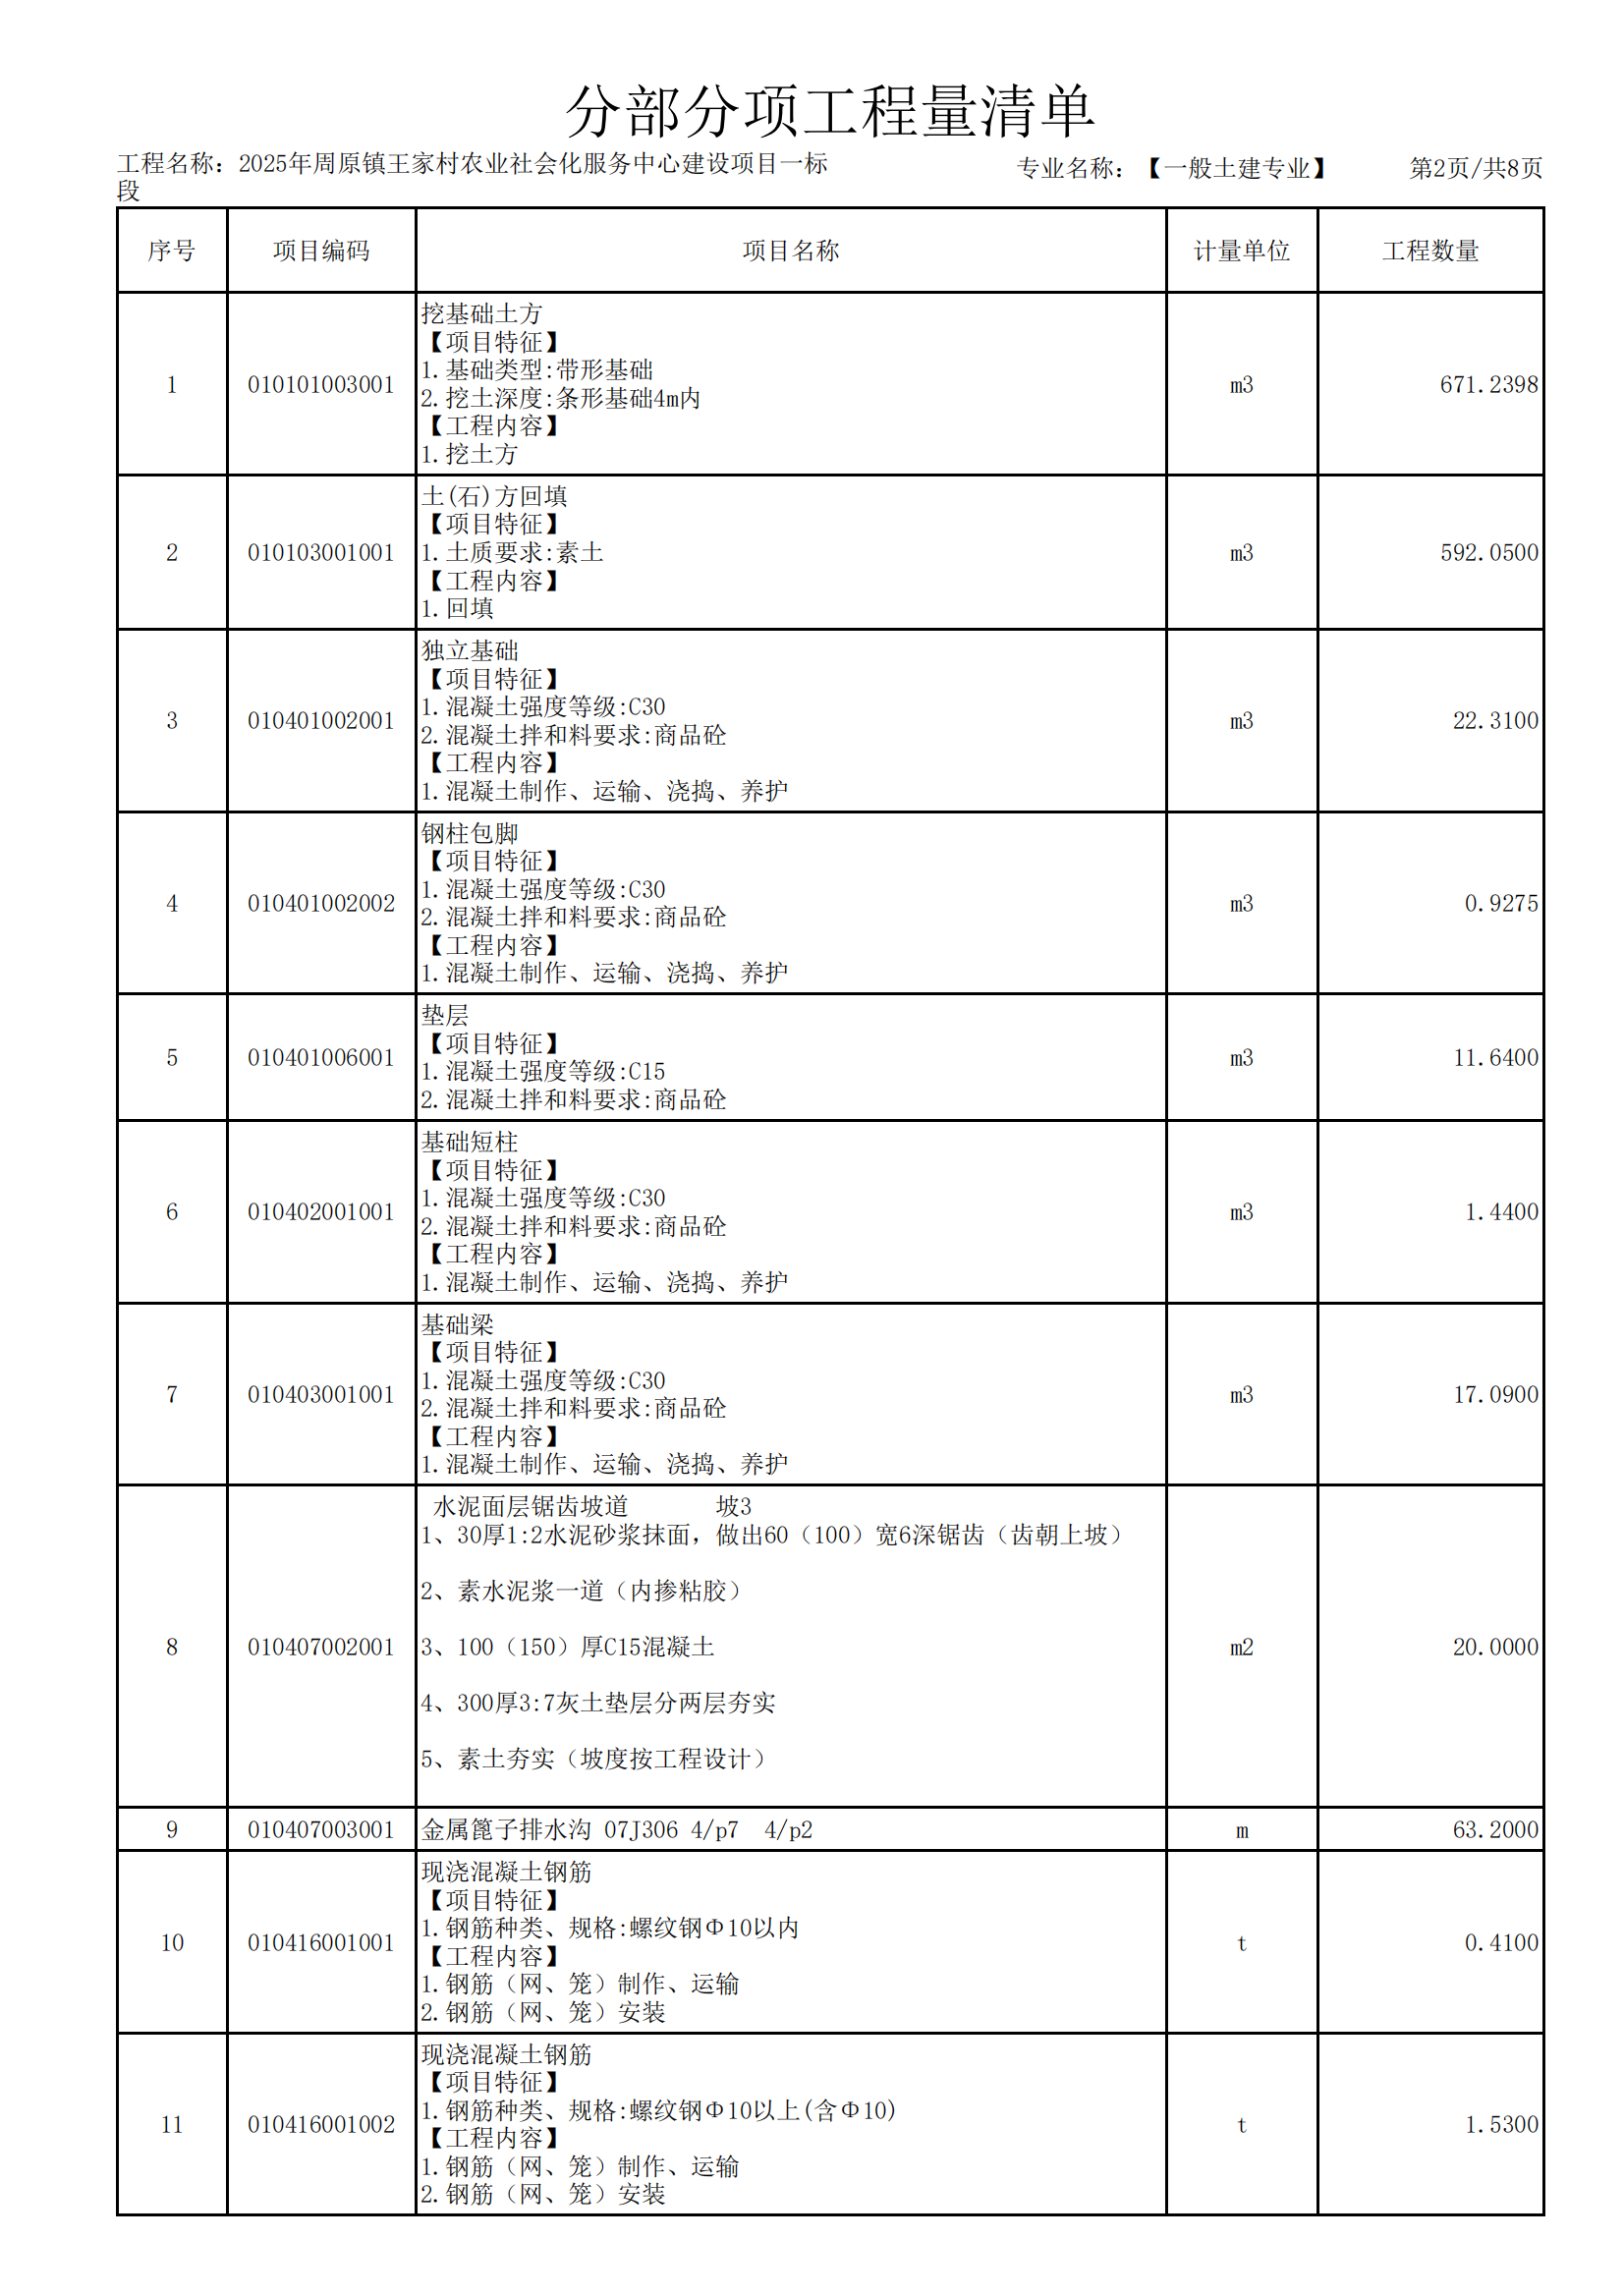 分部分项工程量清单
工程名称：2025年周原镇王家村农业社会化服务中心建设项目一标
段
专业名称：【一般土建专业】
第2页/共8页
序号 项目编码 项目名称 计量单位 工程数量
挖基础土方
【项目特征】
1.基础类型:带形基础
1 010101003001 2.挖土深度:条形基础4m内 m3 671.2398
【工程内容】
1.挖土方
土(石)方回填
【项目特征】
2 010103001001 1.土质要求:素土 m3 592.0500
【工程内容】
1.回填
独立基础
【项目特征】
1.混凝土强度等级:C30
3 010401002001 2.混凝土拌和料要求:商品砼 m3 22.3100
【工程内容】
1.混凝土制作、运输、浇捣、养护
钢柱包脚
【项目特征】
1.混凝土强度等级:C30
4 010401002002 2.混凝土拌和料要求:商品砼 m3 0.9275
【工程内容】
1.混凝土制作、运输、浇捣、养护
垫层
【项目特征】
5 010401006001 1.混凝土强度等级:C15 m3 11.6400
2.混凝土拌和料要求:商品砼
基础短柱
【项目特征】
1.混凝土强度等级:C30
6 010402001001 2.混凝土拌和料要求:商品砼 m3 1.4400
【工程内容】
1.混凝土制作、运输、浇捣、养护
基础梁
【项目特征】
1.混凝土强度等级:C30
7 010403001001 2.混凝土拌和料要求:商品砼 m3 17.0900
【工程内容】
1.混凝土制作、运输、浇捣、养护
水泥面层锯齿坡道 坡3
1、30厚1:2水泥砂浆抹面，做出60（100）宽6深锯齿（齿朝上坡）
2、素水泥浆一道（内掺粘胶）
8 010407002001 3、100（150）厚C15混凝土 m2 20.0000
4、300厚3:7灰土垫层分两层夯实
5、素土夯实（坡度按工程设计）
9 010407003001 金属篦子排水沟 07J306 4/p7 4/p2 m 63.2000
现浇混凝土钢筋
【项目特征】
1.钢筋种类、规格:螺纹钢Φ10以内
10 010416001001 【工程内容】 t 0.4100
1.钢筋（网、笼）制作、运输
2.钢筋（网、笼）安装
现浇混凝土钢筋
【项目特征】
1.钢筋种类、规格:螺纹钢Φ10以上(含Φ10)
11 010416001002 【工程内容】 t 1.5300
1.钢筋（网、笼）制作、运输
2.钢筋（网、笼）安装